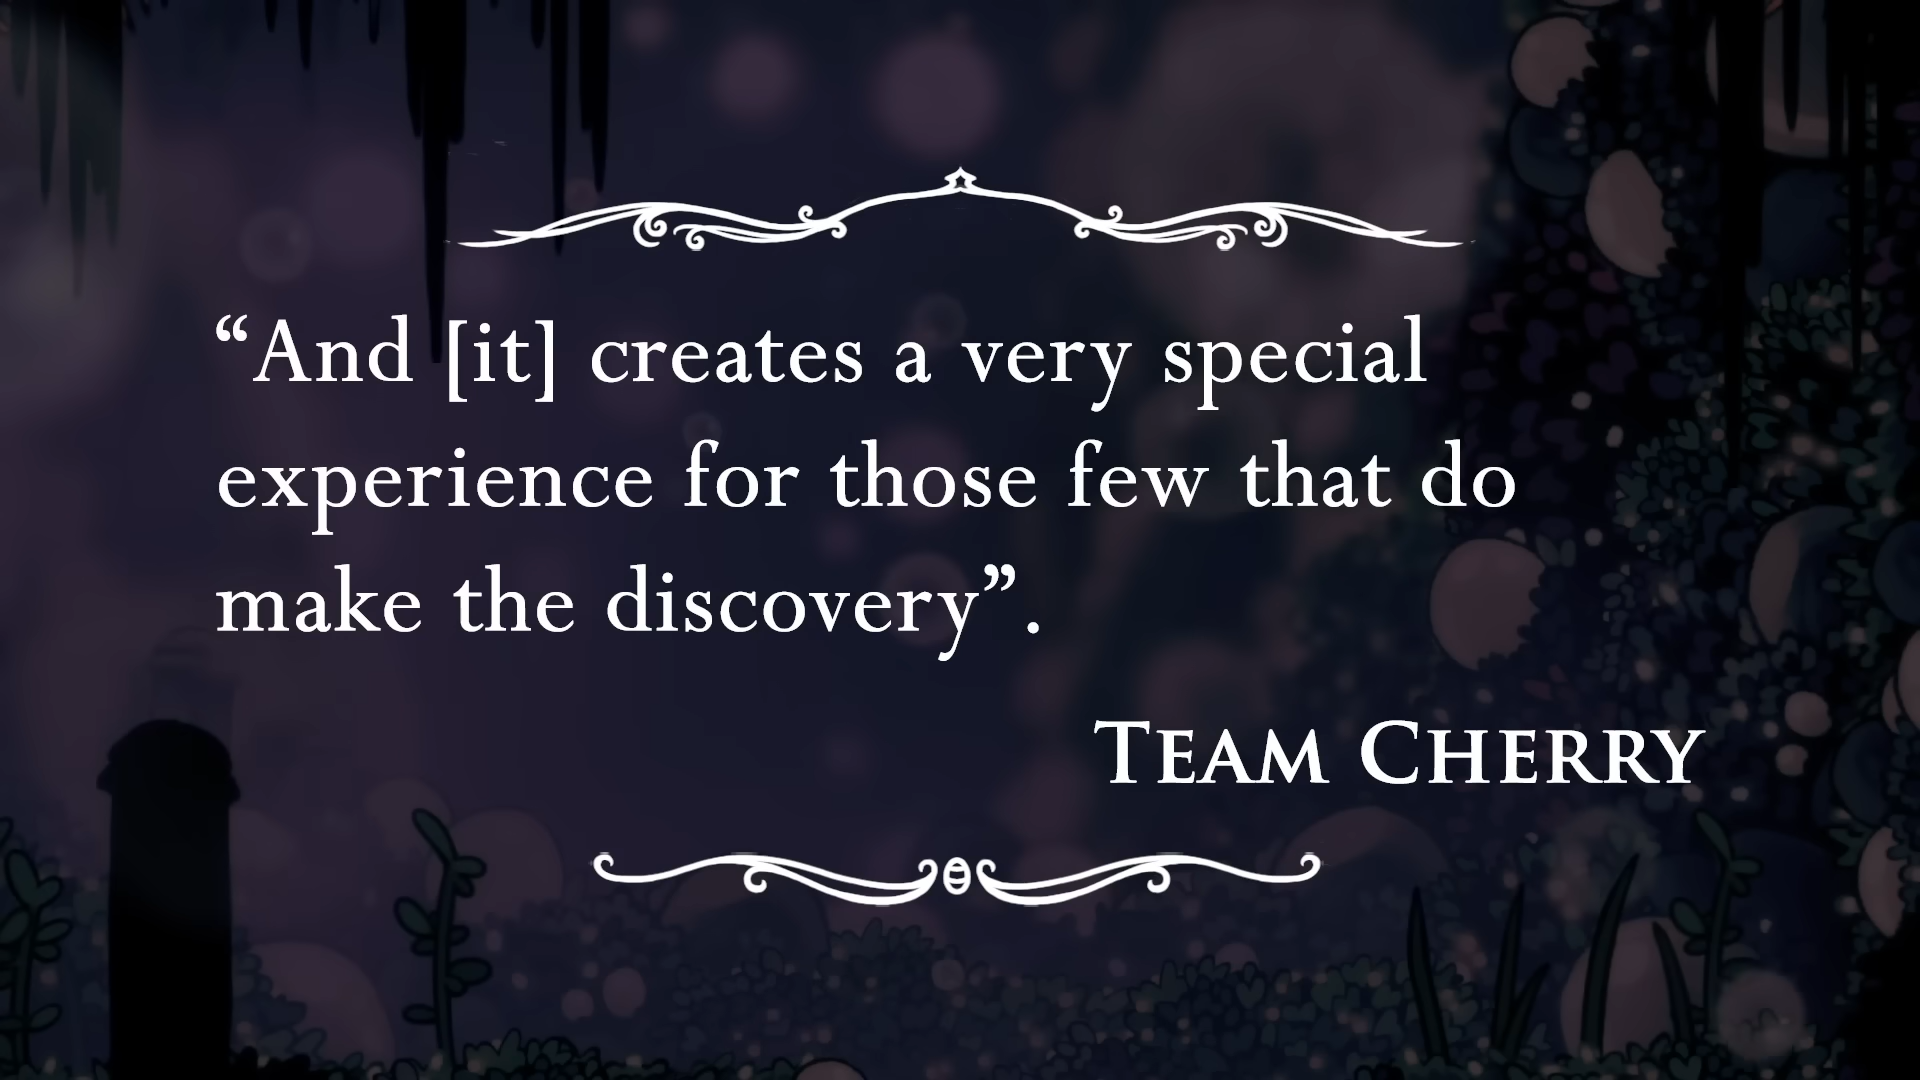 “And [it] creates a very special
experience for those few that do
make the discovery”.
Team Cherry